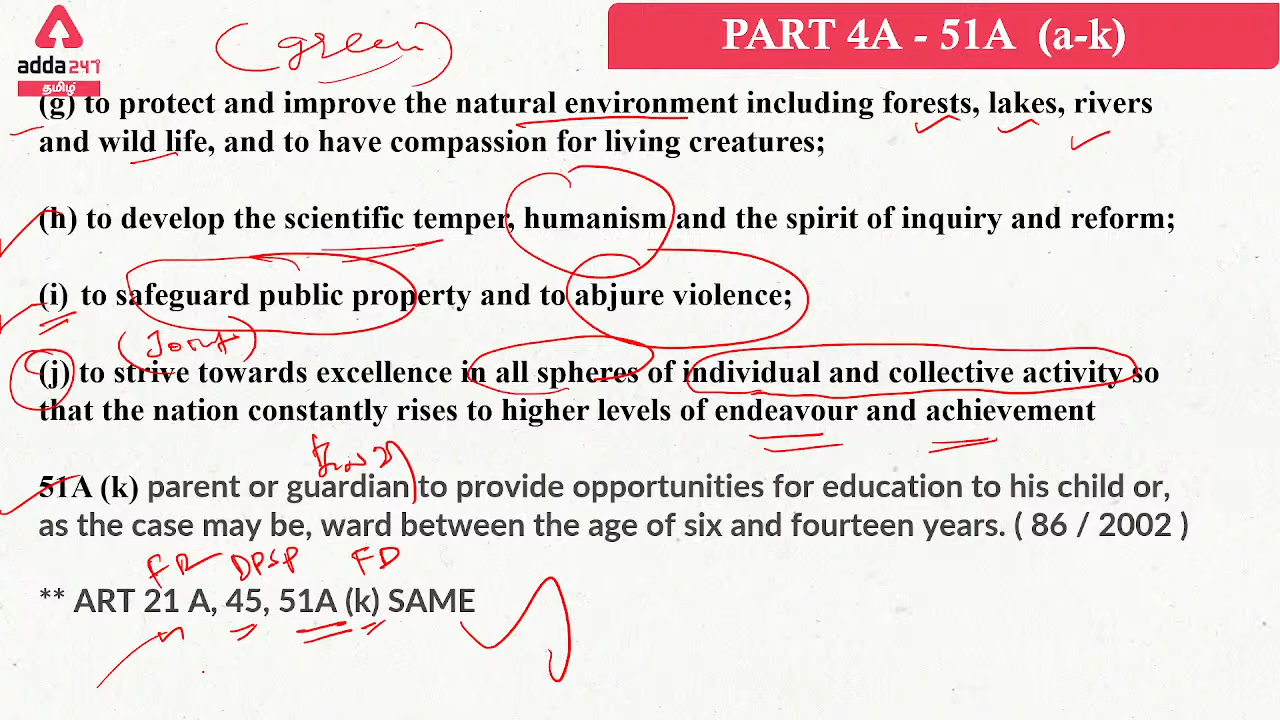 PART 4A - 51A (a-k)
adda247
தமிழ்
(green)
(g) to protect and improve the natural environment including forests, lakes, rivers
and wild life, and to have compassion for living creatures;
(h) to develop the scientific temper, humanism and the spirit of inquiry and reform;
(i) to safeguard public property and to abjure violence;
(j) to strive towards excellence in all spheres of individual and collective activity so
that the nation constantly rises to higher levels of endeavour and achievement
51A (k) parent or guardian to provide opportunities for education to his child or,
as the case may be, ward between the age of six and fourteen years. ( 86 / 2002 )
FR DPSP FD
** ART 21 A, 45, 51A (k) SAME